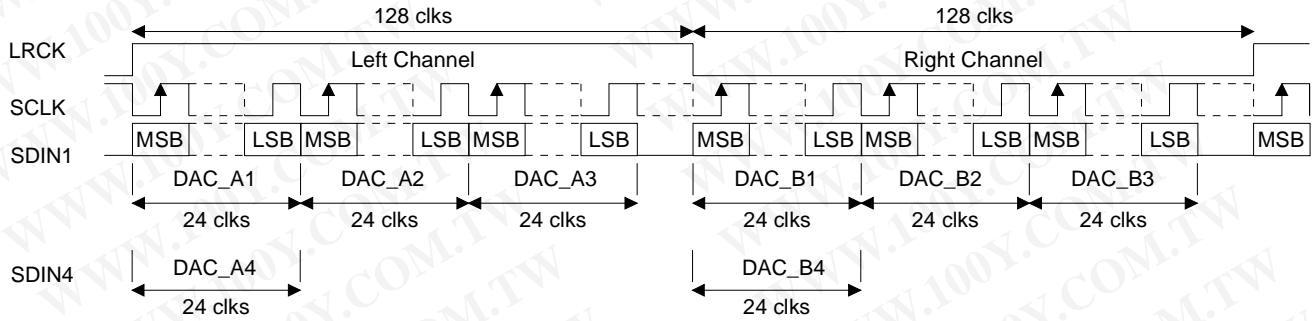 128 clks 128 clks
LRCK Left Channel Right Channel
SCLK
SDIN1 MSB LSB MSB LSB MSB LSB MSB LSB MSB LSB MSB LSB MSB
DAC_A1 DAC_A2 DAC_A3 DAC_B1 DAC_B2 DAC_B3
24 clks 24 clks 24 clks 24 clks 24 clks 24 clks
SDIN4 DAC_A4 DAC_B4
24 clks 24 clks
WWW.100Y.COM.TW